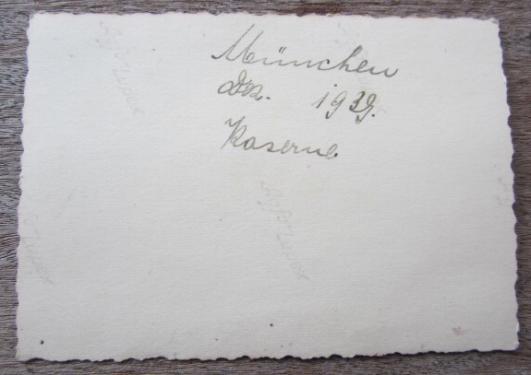 München
Dez. 1939.
Kaserne